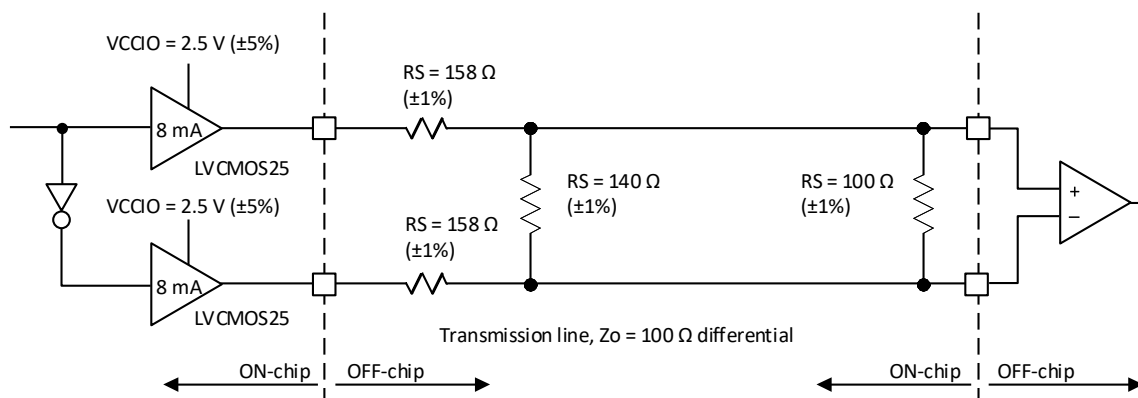 VCCIO = 2.5 V (±5%)
RS = 158 Ω
(±1%)
8 mA
LVCMOS25
RS = 140 Ω
(±1%)
RS = 100 Ω
(±1%)
+
−
VCCIO = 2.5 V (±5%)
RS = 158 Ω
(±1%)
8 mA
LVCMOS25
Transmission line, Zo = 100 Ω differential
ON-chip OFF-chip ON-chip OFF-chip